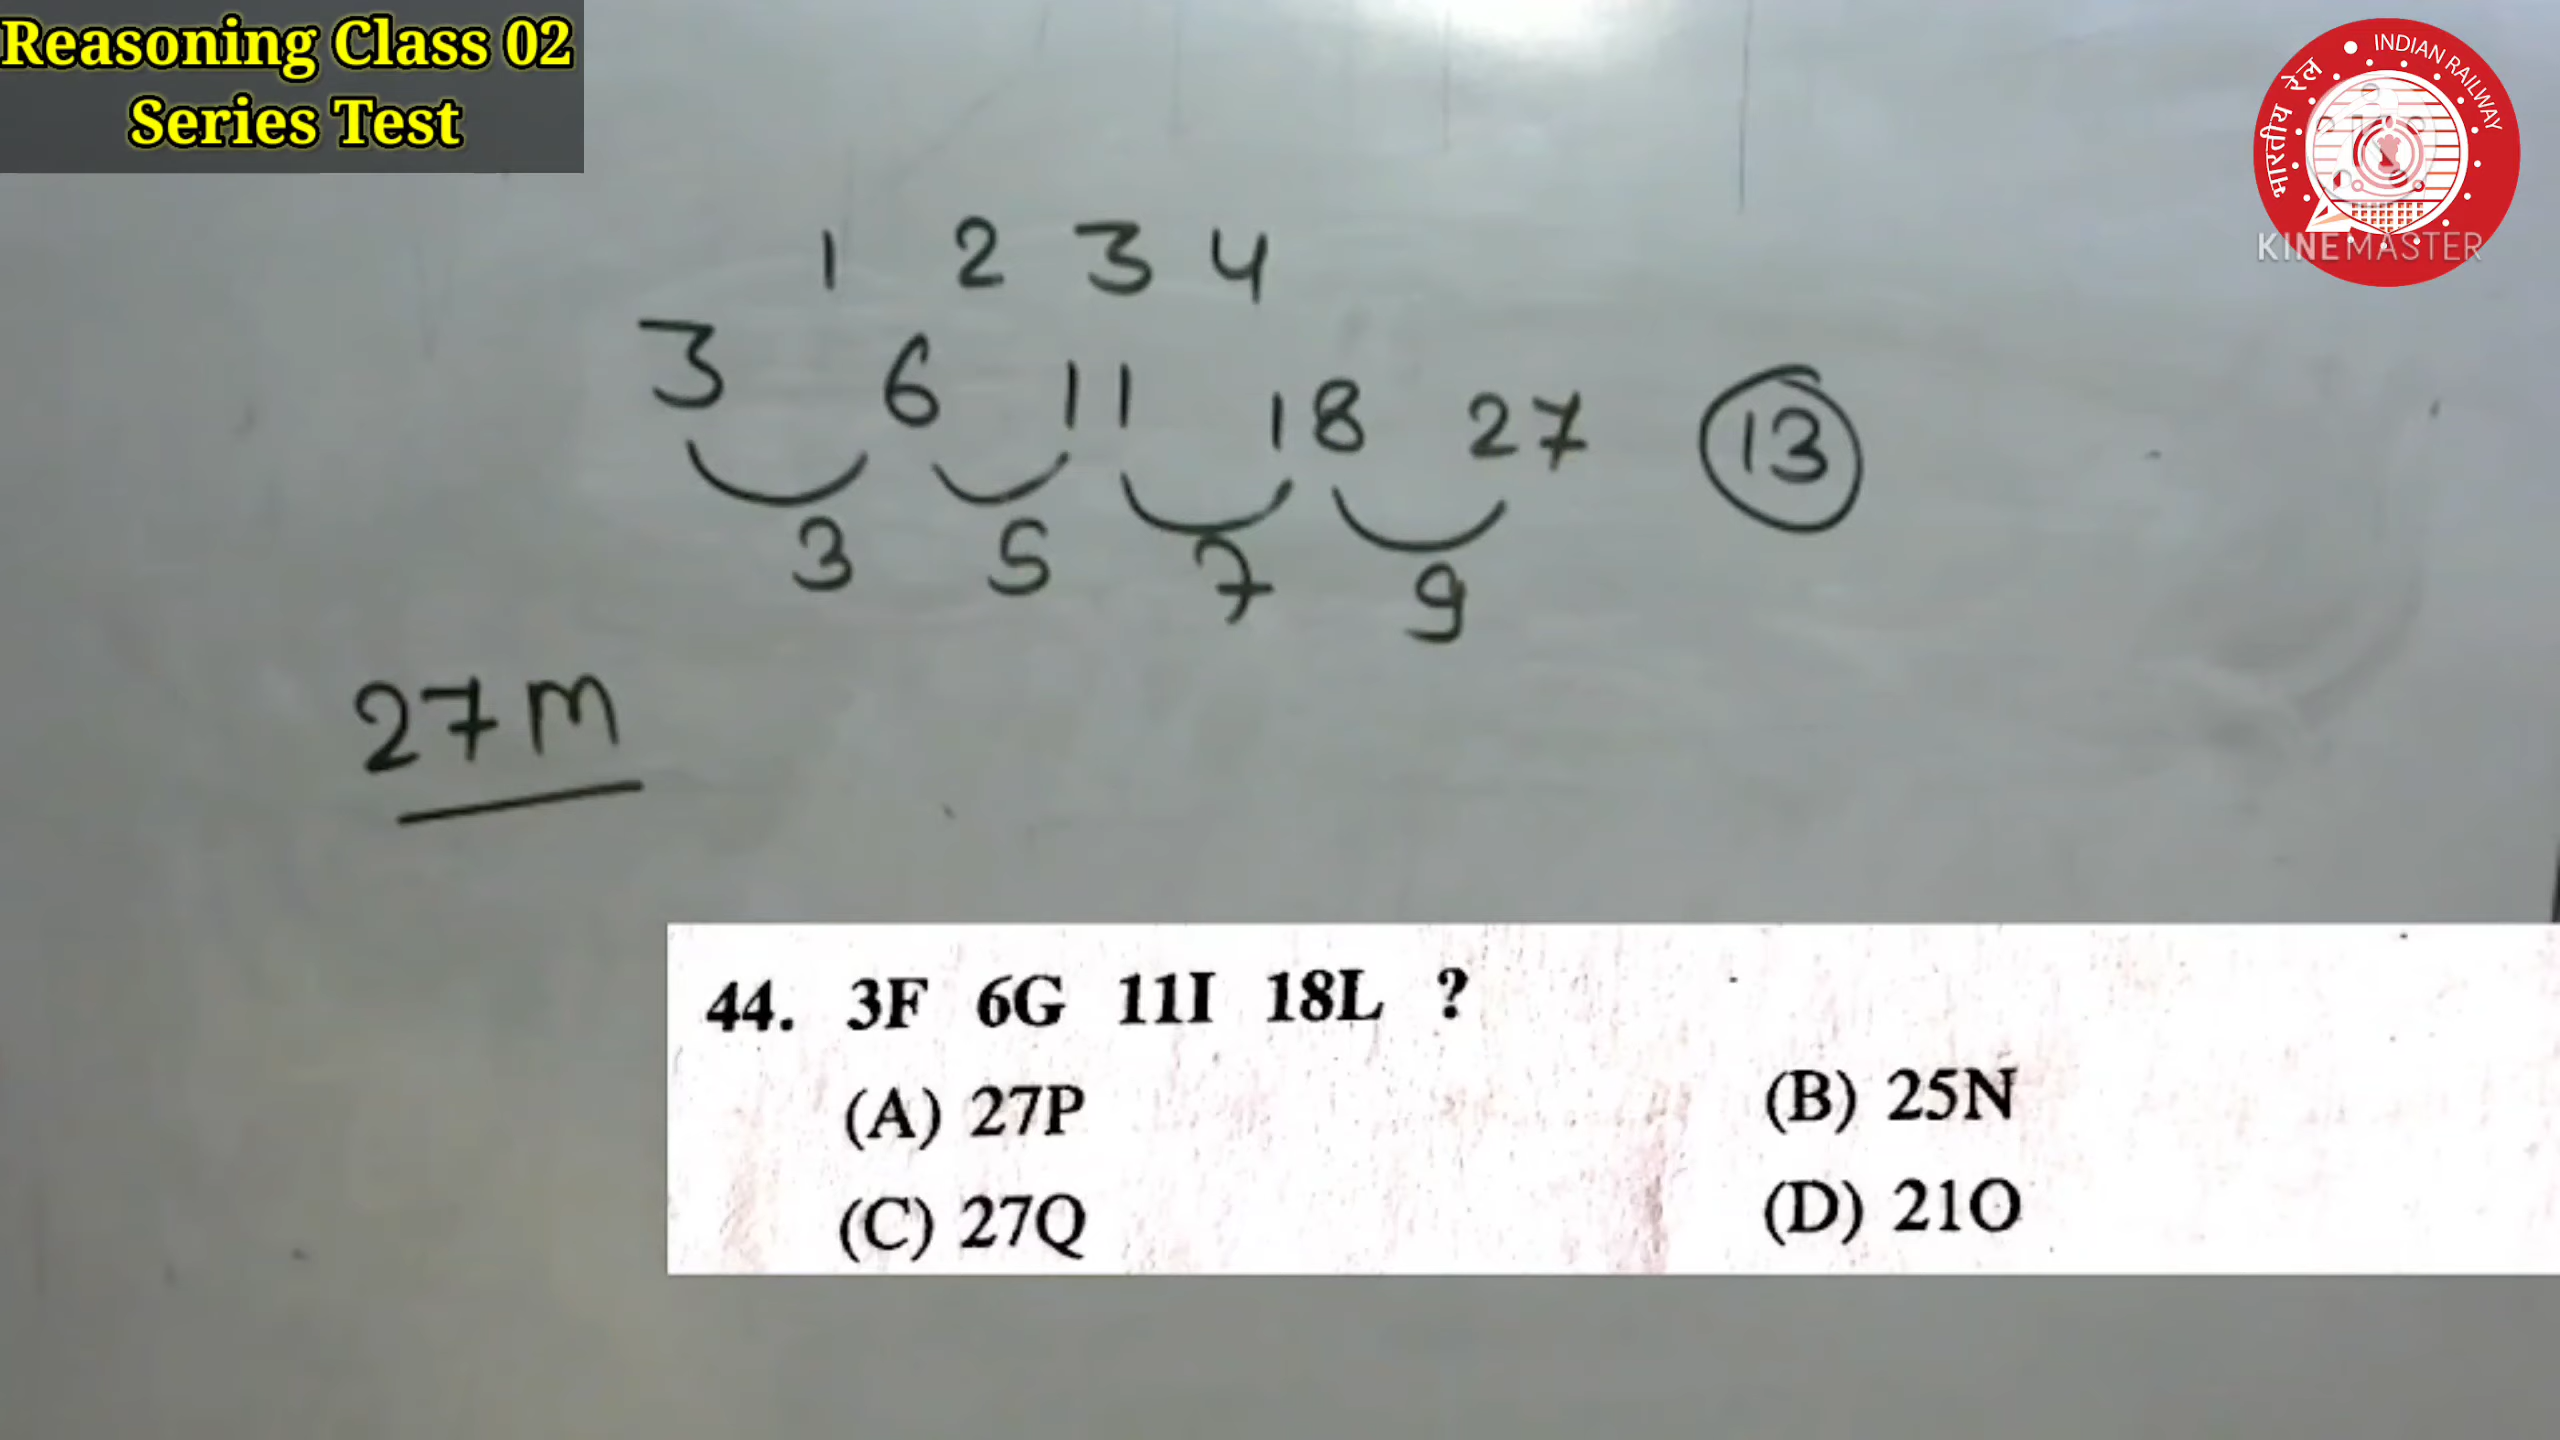 Reasoning Class 02
Series Test
INDIAN RAILWAY
भारतीय रेल
KINEMASTER
1 2 3 4
3 6 11 18 27 13
3 5 7 9
27m
44. 3F 6G 11I 18L ?
(A) 27P (B) 25N
(C) 27Q (D) 21O